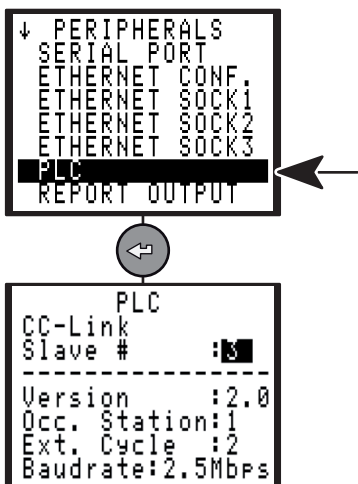 ↓ PERIPHERALS
SERIAL PORT
ETHERNET CONF.
ETHERNET SOCK1
ETHERNET SOCK2
ETHERNET SOCK3
PLC
REPORT OUTPUT
PLC
CC-Link
Slave # :3
--------------
Version :2.0
Occ. Station:1
Ext. Cycle :2
Baudrate:2.5Mbps